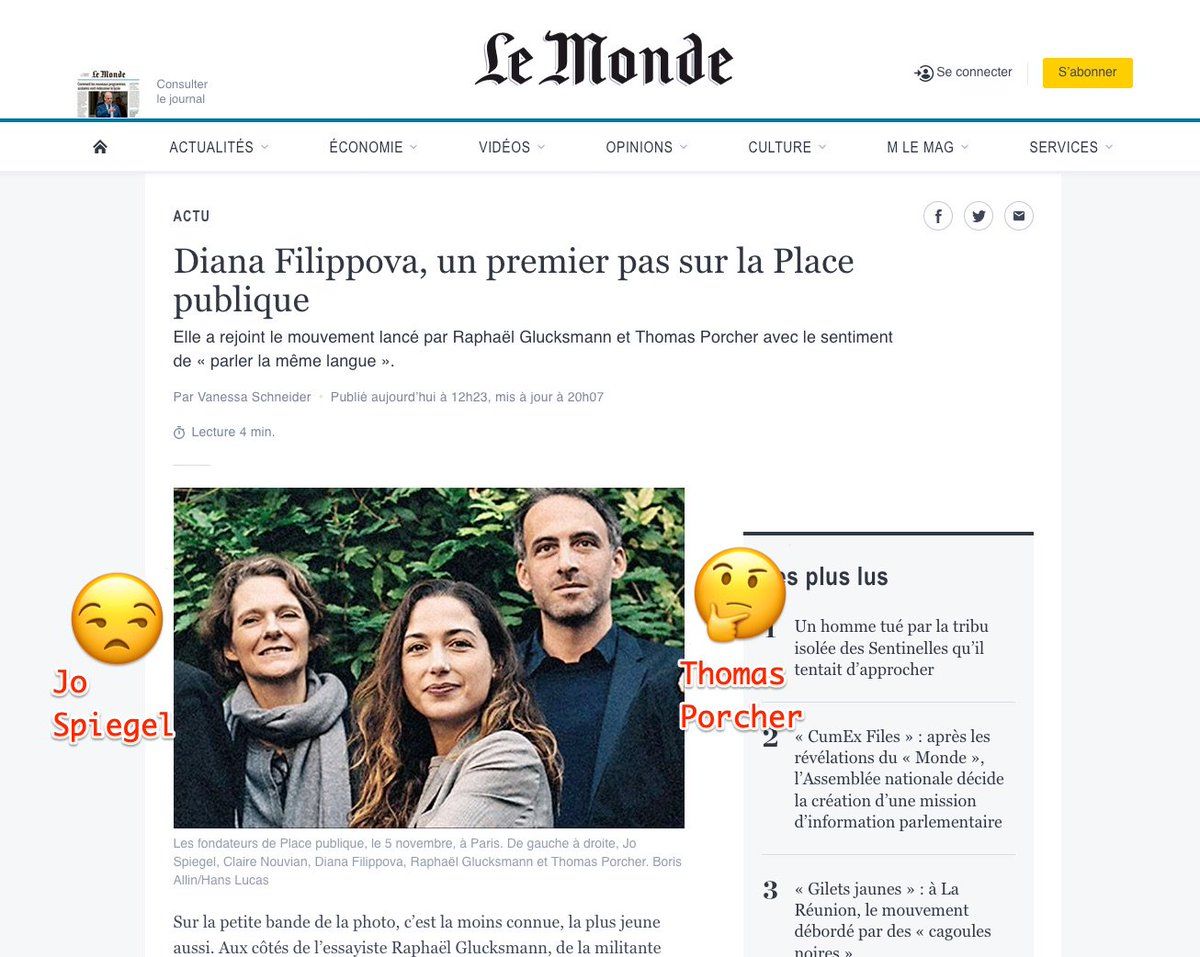 Le Monde
Consulter
le journal
Le Monde
Se connecter
S'abonner
ACTUALITÉS
ÉCONOMIE
VIDÉOS
OPINIONS
CULTURE
M LE MAG
SERVICES
ACTU
Diana Filippova, un premier pas sur la Place
publique
Elle a rejoint le mouvement lancé par Raphaël Glucksmann et Thomas Porcher avec le sentiment
de « parler la même langue ».
Par Vanessa Schneider • Publié aujourd'hui à 12h23, mis à jour à 20h07
Lecture 4 min.
Jo
Spiegel
Thomas
Porcher
Les fondateurs de Place publique, le 5 novembre, à Paris. De gauche à droite, Jo
Spiegel, Claire Nouvian, Diana Filippova, Raphaël Glucksmann et Thomas Porcher. Boris
Allin/Hans Lucas
Sur la petite bande de la photo, c'est la moins connue, la plus jeune
aussi. Aux côtés de l'essayiste Raphaël Glucksmann, de la militante
es plus lus
1
Un homme tué par la tribu
isolée des Sentinelles qu'il
tentait d'approcher
2
« CumEx Files » : après les
révélations du « Monde »,
l'Assemblée nationale décide
la création d'une mission
d'information parlementaire
3
« Gilets jaunes » : à La
Réunion, le mouvement
débordé par des « cagoules
noires »